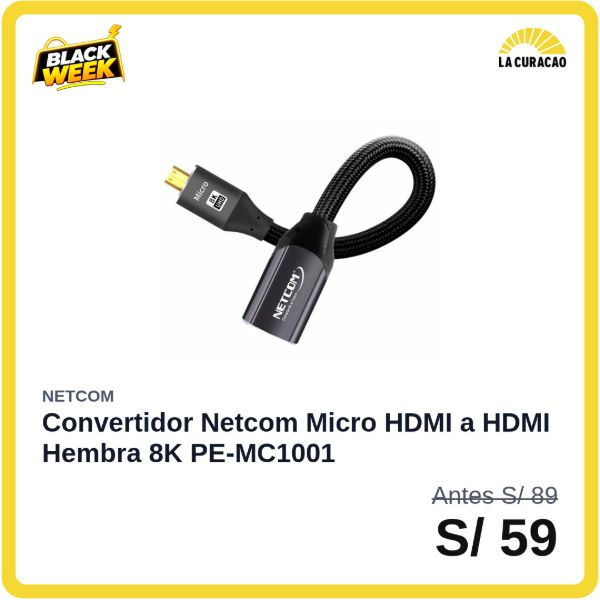 BLACK
WEEK
LA CURACAO
Micro
8K
NETCOM
NETCOM
Convertidor Netcom Micro HDMI a HDMI
Hembra 8K PE-MC1001
Antes S/ 89
S/ 59